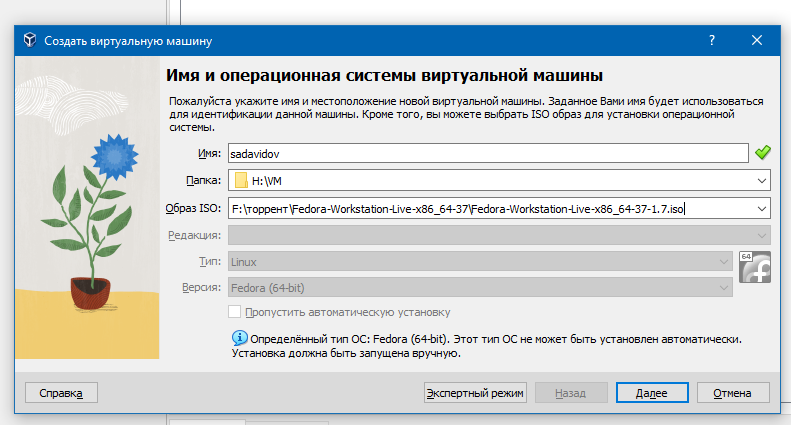 Создать виртуальную машину
Имя и операционная системы виртуальной машины
Пожалуйста укажите имя и местоположение новой виртуальной машины. Заданное Вами имя будет использоваться
для идентификации данной машины. Кроме того, вы можете выбрать ISO образ для установки операционной
системы.
Имя: sadavidov
Папка: H:\VM
Образ ISO: F:\торрент\Fedora-Workstation-Live-x86_64-37\Fedora-Workstation-Live-x86_64-37-1.7.iso
Редакция:
Тип: Linux
64
Версия: Fedora (64-bit)
Пропустить автоматическую установку
Определённый тип ОС: Fedora (64-bit). Этот тип ОС не может быть установлен автоматически.
Установка должна быть запущена вручную.
Справка Экспертный режим Назад Далее Отмена